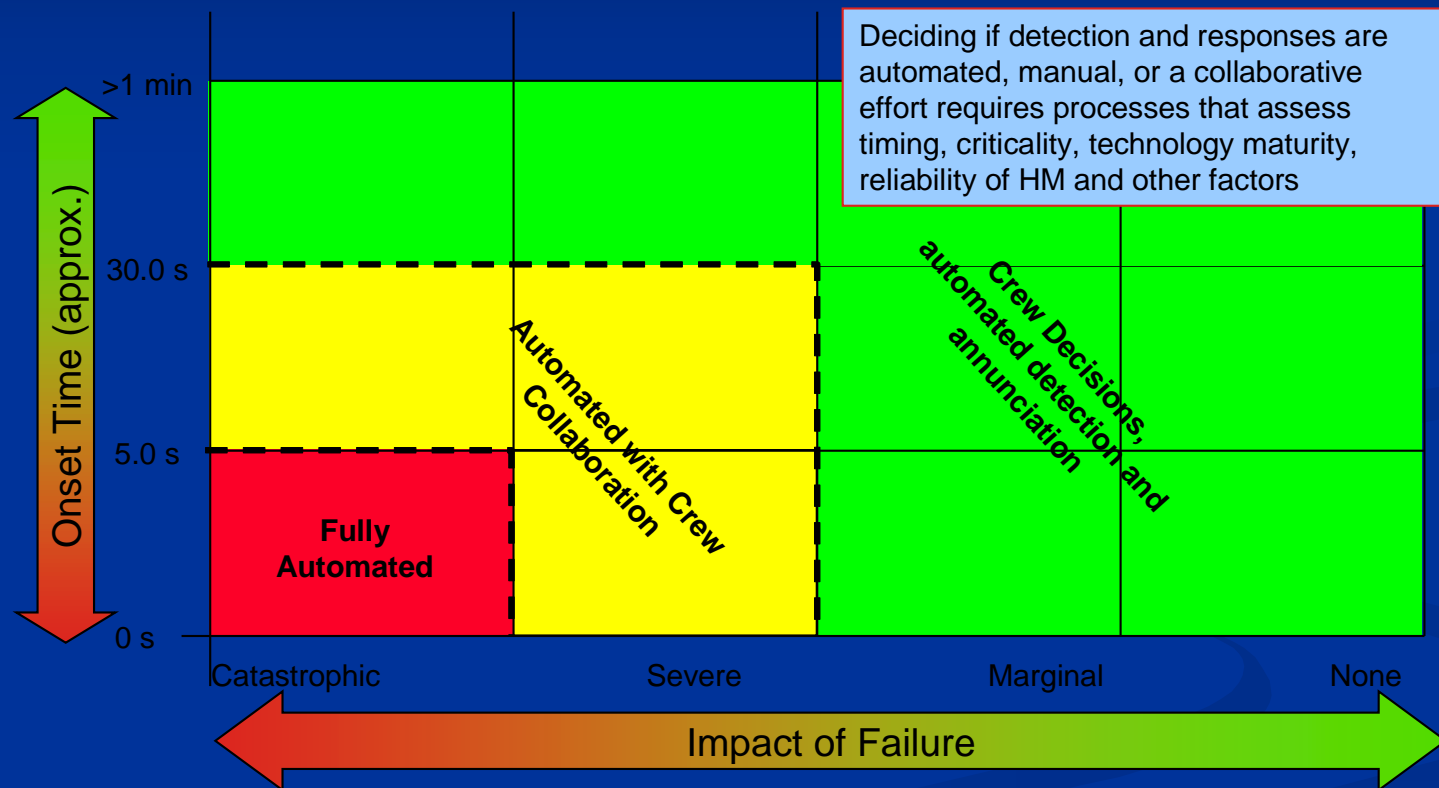 Deciding if detection and responses are
automated, manual, or a collaborative
effort requires processes that assess
timing, criticality, technology maturity,
reliability of HM and other factors
>1 min
30.0 s
5.0 s
0 s
Onset Time (approx.)
Crew Decisions,
automated detection and
annunciation
Automated with Crew
Collaboration
Fully
Automated
Catastrophic
Severe
Marginal
None
Impact of Failure